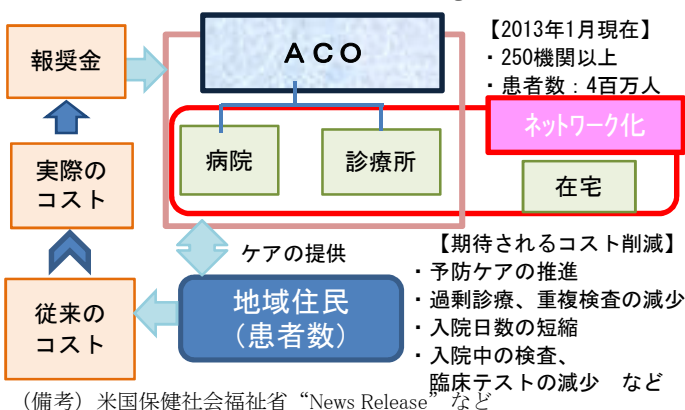 報奨金
ACO
【2013年1月現在】
・250機関以上
・患者数：4百万人
ネットワーク化
病院
診療所
在宅
実際の
コスト
ケアの提供
従来の
コスト
地域住民
（患者数）
【期待されるコスト削減】
・予防ケアの推進
・過剰診療、重複検査の減少
・入院日数の短縮
・入院中の検査、
臨床テストの減少　など
（備考）米国保健社会福祉省“News Release”など